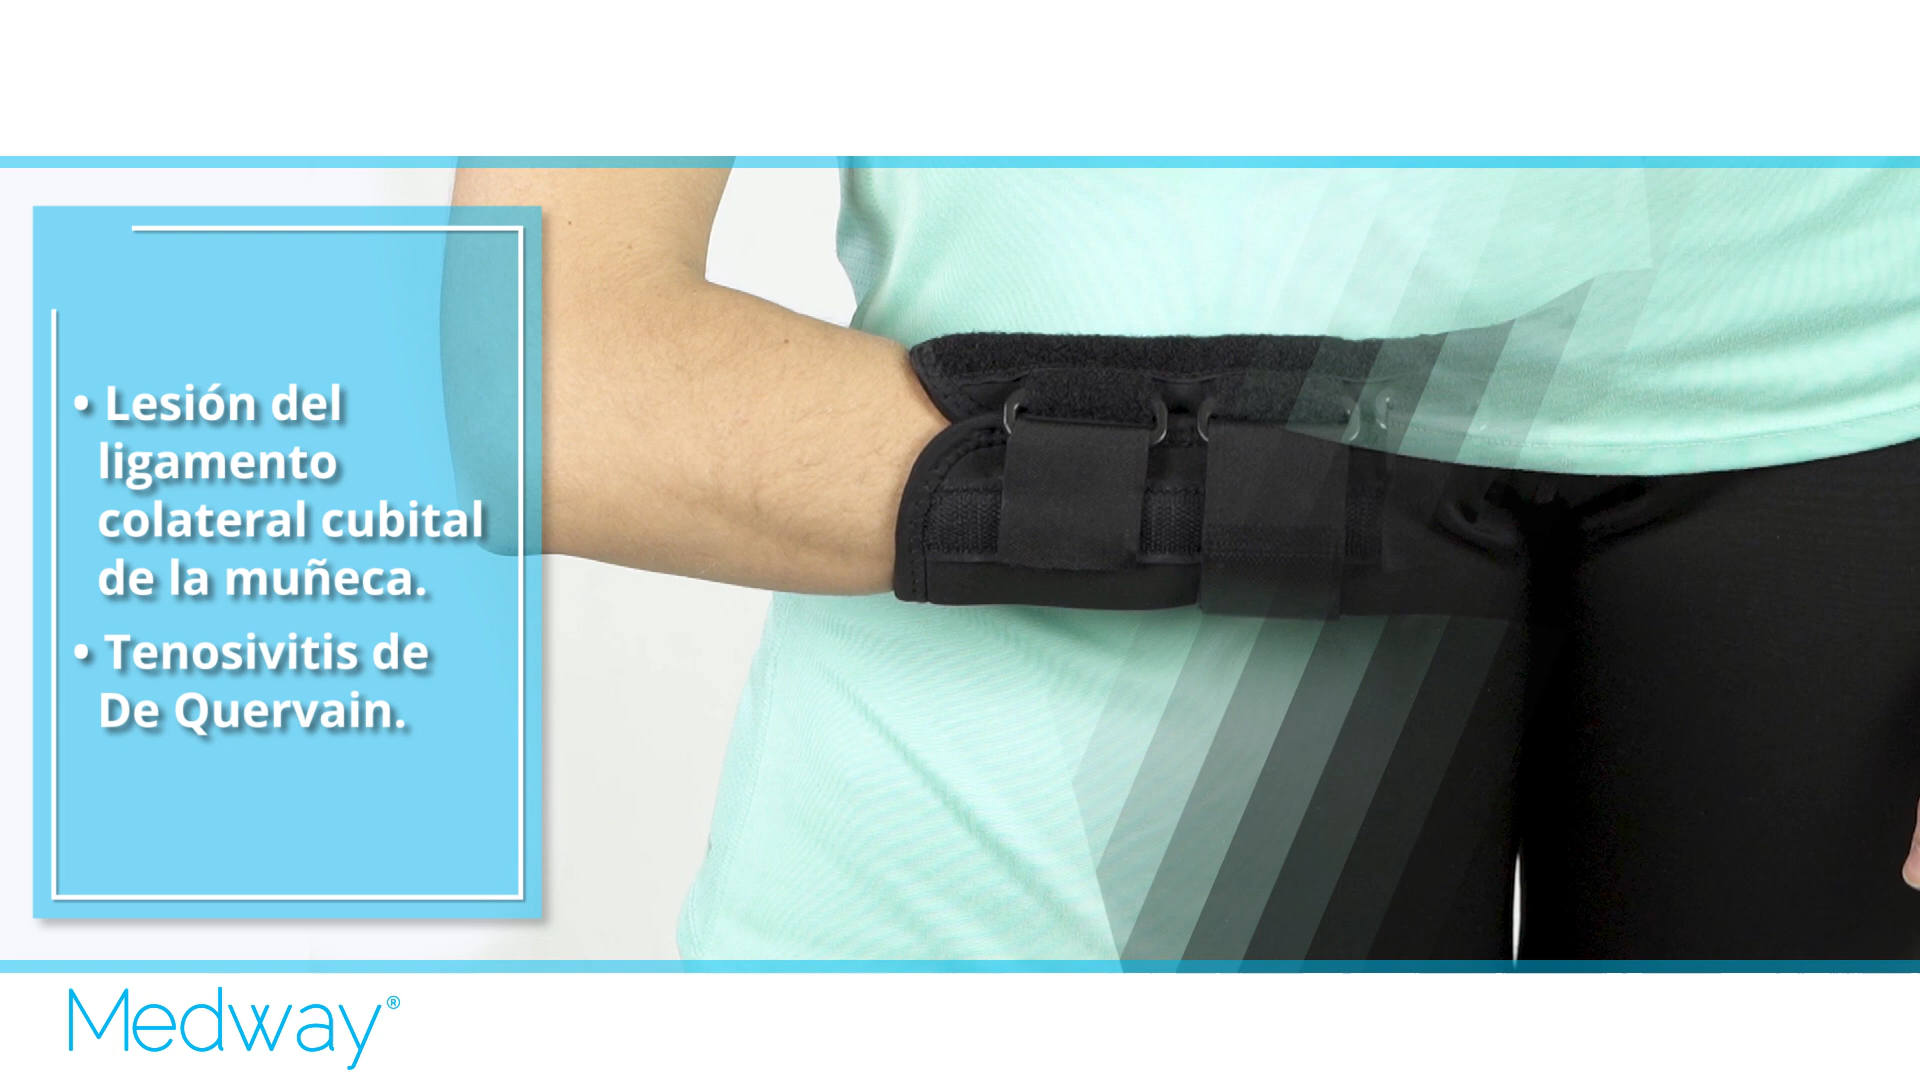 • Lesión del
ligamento
colateral cubital
de la muñeca.
• Tenosivitis de
De Quervain.
Medway®